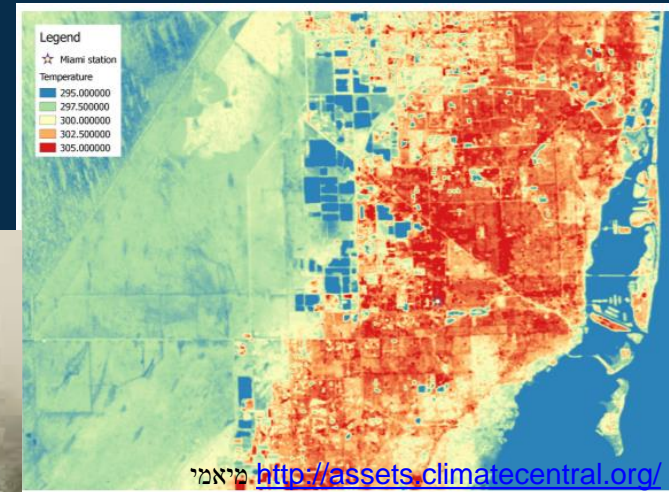 Legend
Miami station
Temperature
295.000000
297.500000
300.000000
302.500000
305.000000
מיאמי http://assets.climatecentral.org/